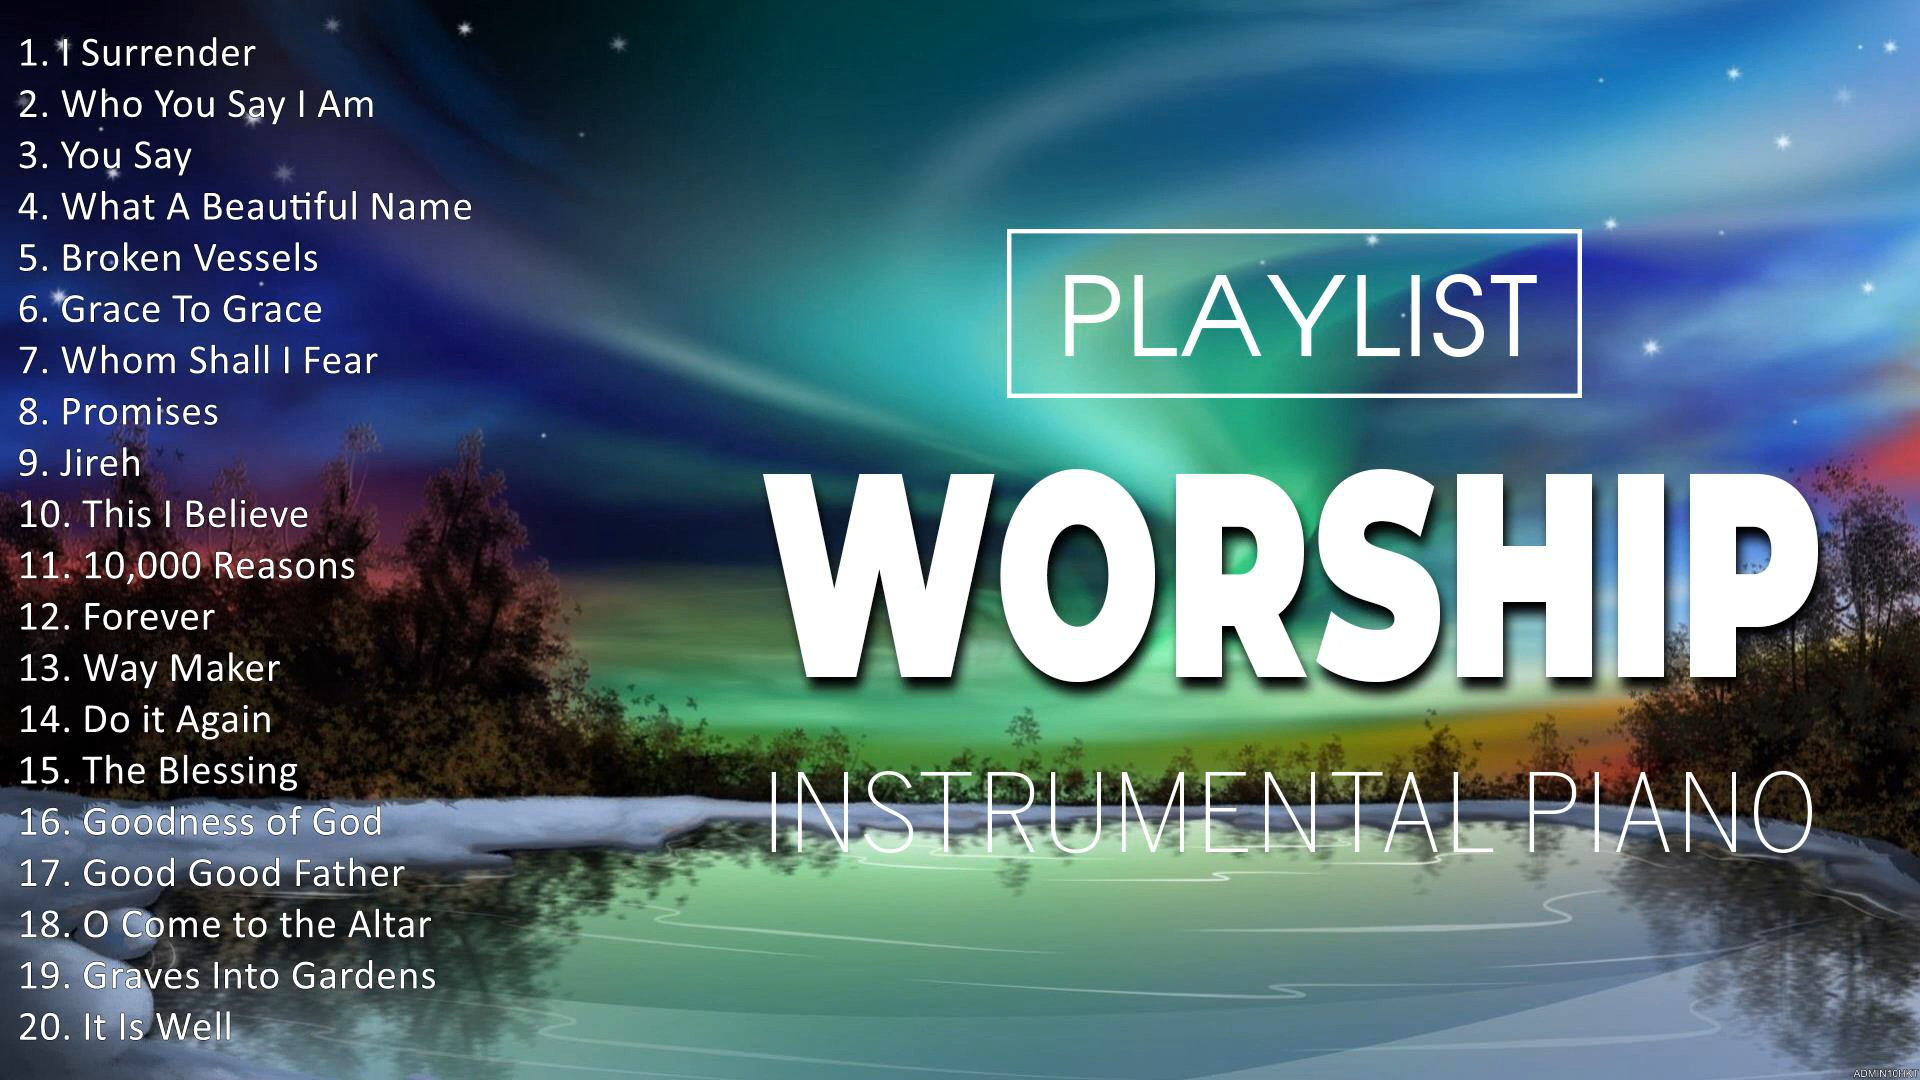 1. I Surrender
2. Who You Say I Am
3. You Say
4. What A Beautiful Name
5. Broken Vessels
6. Grace To Grace
7. Whom Shall I Fear
8. Promises
9. Jireh
10. This I Believe
11. 10,000 Reasons
12. Forever
13. Way Maker
14. Do it Again
15. The Blessing
16. Goodness of God
17. Good Good Father
18. O Come to the Altar
19. Graves Into Gardens
20. It Is Well
PLAYLIST
WORSHIP
INSTRUMENTAL PIANO